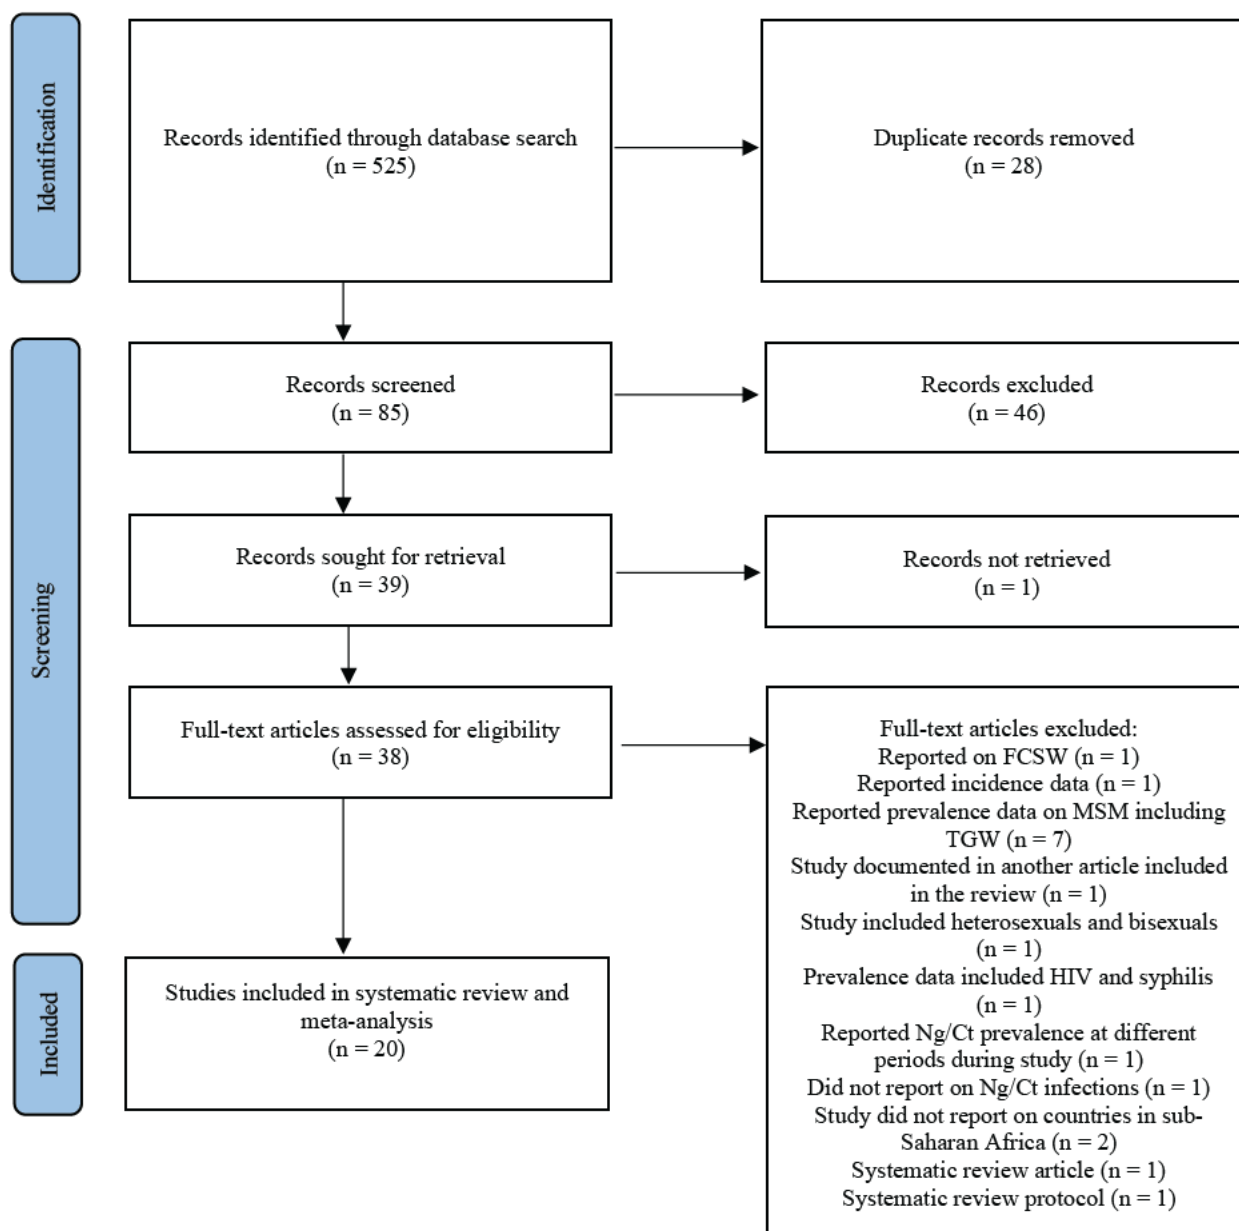 Identification
Records identified through database search
(n = 525)
Duplicate records removed
(n = 28)
Screening
Records screened
(n = 85)
Records excluded
(n = 46)
Records sought for retrieval
(n = 39)
Records not retrieved
(n = 1)
Full-text articles assessed for eligibility
(n = 38)
Full-text articles excluded:
Reported on FCSW (n = 1)
Reported incidence data (n = 1)
Reported prevalence data on MSM including
TGW (n = 7)
Study documented in another article included
in the review (n = 1)
Study included heterosexuals and bisexuals
(n = 1)
Prevalence data included HIV and syphilis
(n = 1)
Reported Ng/Ct prevalence at different
periods during study (n = 1)
Did not report on Ng/Ct infections (n = 1)
Study did not report on countries in sub-
Saharan Africa (n = 2)
Systematic review article (n = 1)
Systematic review protocol (n = 1)
Included
Studies included in systematic review and
meta-analysis
(n = 20)